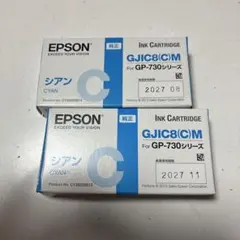 EPSON
EXCEED YOUR VISION
純正
INK CARTRIDGE
GJIC8(C)M
For GP-730シリーズ
シアン
CYAN
C
2027 08
EPSON
EXCEED YOUR VISION
純正
INK CARTRIDGE
GJIC8(C)M
For GP-730シリーズ
シアン
CYAN
C
2027 11